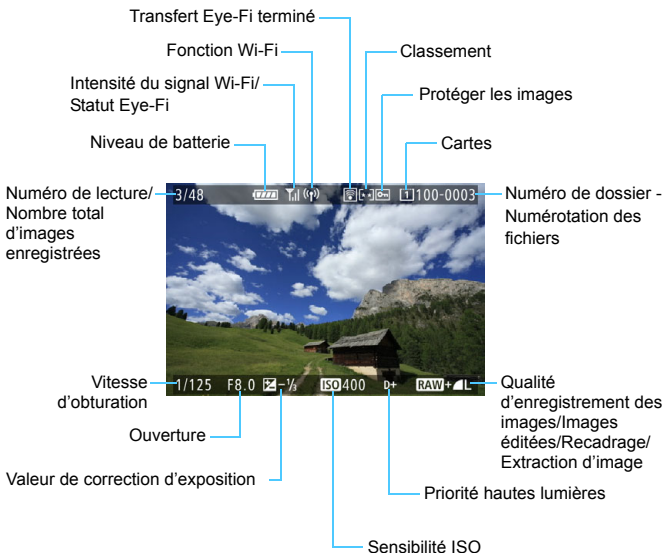 Transfert Eye-Fi terminé
Fonction Wi-Fi
Classement
Intensité du signal Wi-Fi/
Statut Eye-Fi
Protéger les images
Niveau de batterie
Cartes
Numéro de lecture/
Nombre total
d'images
enregistrées
3/48
1 100-0003
Numéro de dossier -
Numérotation des
fichiers
Vitesse
d'obturation
1/125 F8.0 -⅓ ISO 400 D+ RAW+L
Qualité
d'enregistrement des
images/Images
éditées/Recadrage/
Extraction d'image
Ouverture
Valeur de correction d'exposition
Priorité hautes lumières
Sensibilité ISO